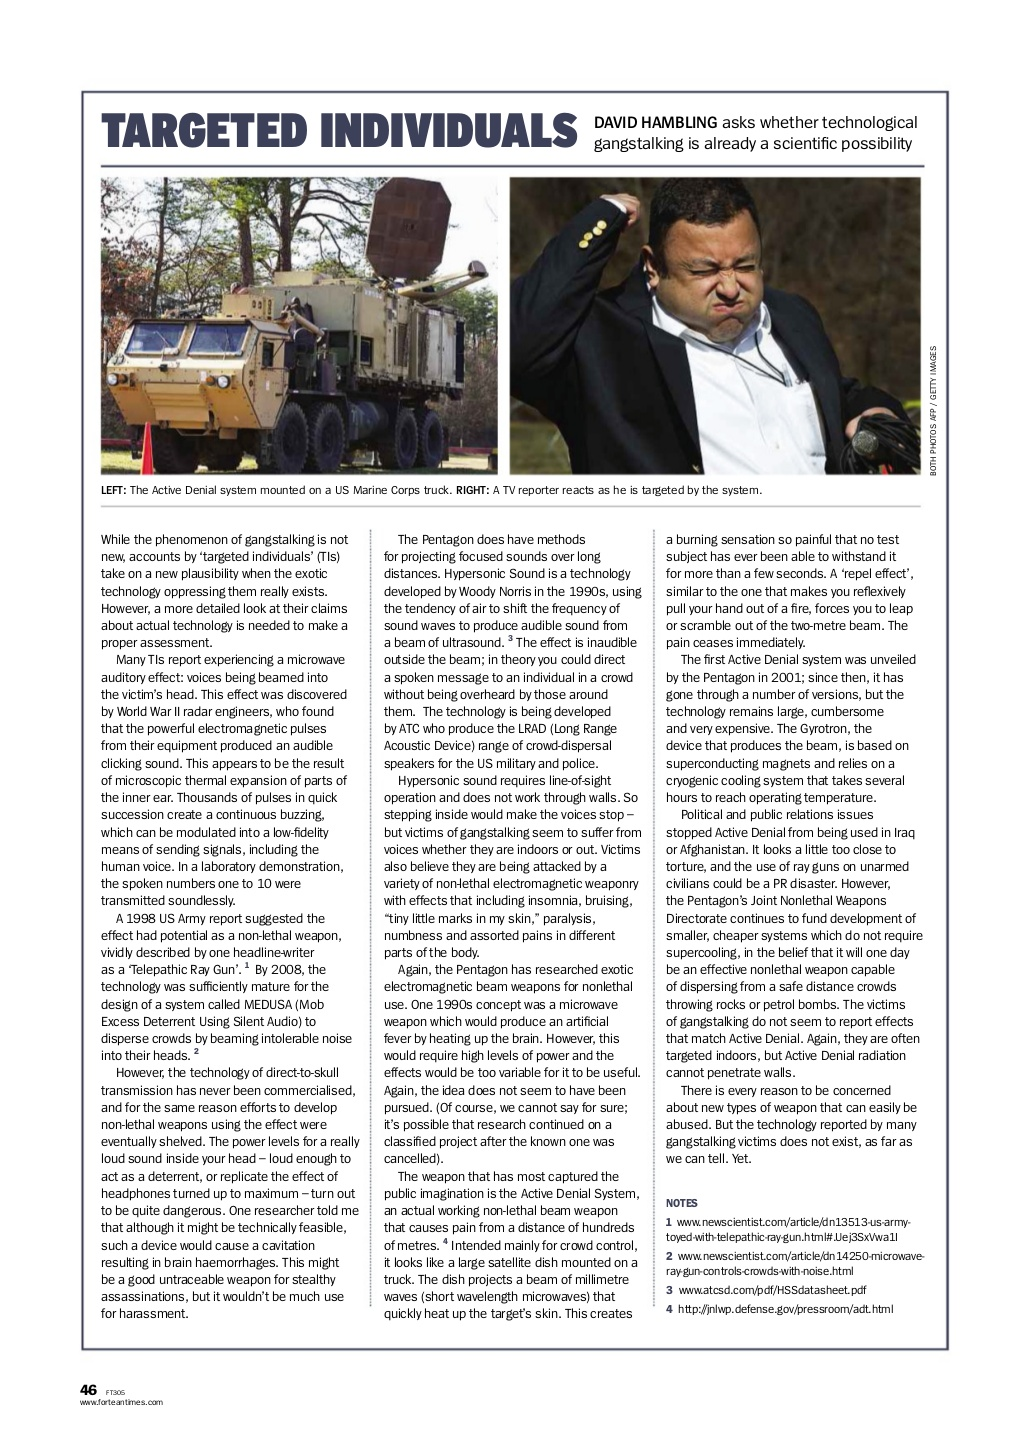 TARGETED INDIVIDUALS
DAVID HAMBLING asks whether technological
gangstalking is already a scientific possibility
BOTH PHOTOS AFP / GETTY IMAGES
LEFT: The Active Denial system mounted on a US Marine Corps truck. RIGHT: A TV reporter reacts as he is targeted by the system.
While the phenomenon of gangstalking is not
new, accounts by ‘targeted individuals’ (TIs)
take on a new plausibility when the exotic
technology oppressing them really exists.
However, a more detailed look at their claims
about actual technology is needed to make a
proper assessment.
Many TIs report experiencing a microwave
auditory effect: voices being beamed into
the victim’s head. This effect was discovered
by World War II radar engineers, who found
that the powerful electromagnetic pulses
from their equipment produced an audible
clicking sound. This appears to be the result
of microscopic thermal expansion of parts of
the inner ear. Thousands of pulses in quick
succession create a continuous buzzing,
which can be modulated into a low-fidelity
means of sending signals, including the
human voice. In a laboratory demonstration,
the spoken numbers one to 10 were
transmitted soundlessly.
A 1998 US Army report suggested the
effect had potential as a non-lethal weapon,
vividly described by one headline-writer
as a ‘Telepathic Ray Gun’. 1 By 2008, the
technology was sufficiently mature for the
design of a system called MEDUSA (Mob
Excess Deterrent Using Silent Audio) to
disperse crowds by beaming intolerable noise
into their heads. 2
However, the technology of direct-to-skull
transmission has never been commercialised,
and for the same reason efforts to develop
non-lethal weapons using the effect were
eventually shelved. The power levels for a really
loud sound inside your head – loud enough to
act as a deterrent, or replicate the effect of
headphones turned up to maximum – turn out
to be quite dangerous. One researcher told me
that although it might be technically feasible,
such a device would cause a cavitation
resulting in brain haemorrhages. This might
be a good untraceable weapon for stealthy
assassinations, but it wouldn’t be much use
for harassment.
The Pentagon does have methods
for projecting focused sounds over long
distances. Hypersonic Sound is a technology
developed by Woody Norris in the 1990s, using
the tendency of air to shift the frequency of
sound waves to produce audible sound from
a beam of ultrasound. 3 The effect is inaudible
outside the beam; in theory you could direct
a spoken message to an individual in a crowd
without being overheard by those around
them. The technology is being developed
by ATC who produce the LRAD (Long Range
Acoustic Device) range of crowd-dispersal
speakers for the US military and police.
Hypersonic sound requires line-of-sight
operation and does not work through walls. So
stepping inside would make the voices stop –
but victims of gangstalking seem to suffer from
voices whether they are indoors or out. Victims
also believe they are being attacked by a
variety of non-lethal electromagnetic weaponry
with effects that including insomnia, bruising,
“tiny little marks in my skin,” paralysis,
numbness and assorted pains in different
parts of the body.
Again, the Pentagon has researched exotic
electromagnetic beam weapons for nonlethal
use. One 1990s concept was a microwave
weapon which would produce an artificial
fever by heating up the brain. However, this
would require high levels of power and the
effects would be too variable for it to be useful.
Again, the idea does not seem to have been
pursued. (Of course, we cannot say for sure;
it’s possible that research continued on a
classified project after the known one was
cancelled).
The weapon that has most captured the
public imagination is the Active Denial System,
an actual working non-lethal beam weapon
that causes pain from a distance of hundreds
of metres. 4 Intended mainly for crowd control,
it looks like a large satellite dish mounted on a
truck. The dish projects a beam of millimetre
waves (short wavelength microwaves) that
quickly heat up the target’s skin. This creates
a burning sensation so painful that no test
subject has ever been able to withstand it
for more than a few seconds. A ‘repel effect’,
similar to the one that makes you reflexively
pull your hand out of a fire, forces you to leap
or scramble out of the two-metre beam. The
pain ceases immediately.
The first Active Denial system was unveiled
by the Pentagon in 2001; since then, it has
gone through a number of versions, but the
technology remains large, cumbersome
and very expensive. The Gyrotron, the
device that produces the beam, is based on
superconducting magnets and relies on a
cryogenic cooling system that takes several
hours to reach operating temperature.
Political and public relations issues
stopped Active Denial from being used in Iraq
or Afghanistan. It looks a little too close to
torture, and the use of ray guns on unarmed
civilians could be a PR disaster. However,
the Pentagon’s Joint Nonlethal Weapons
Directorate continues to fund development of
smaller, cheaper systems which do not require
supercooling, in the belief that it will one day
be an effective nonlethal weapon capable
of dispersing from a safe distance crowds
throwing rocks or petrol bombs. The victims
of gangstalking do not seem to report effects
that match Active Denial. Again, they are often
targeted indoors, but Active Denial radiation
cannot penetrate walls.
There is every reason to be concerned
about new types of weapon that can easily be
abused. But the technology reported by many
gangstalking victims does not exist, as far as
we can tell. Yet.
NOTES
1 www.newscientist.com/article/dn13513-us-army-
toyed-with-telepathic-ray-gun.html#.Uej3SxVwa1I
2 www.newscientist.com/article/dn14250-microwave-
ray-gun-controls-crowds-with-noise.html
3 www.atcsd.com/pdf/HSSdatasheet.pdf
4 http://jnlwp.defense.gov/pressroom/adt.html
46 FT305
www.forteantimes.com